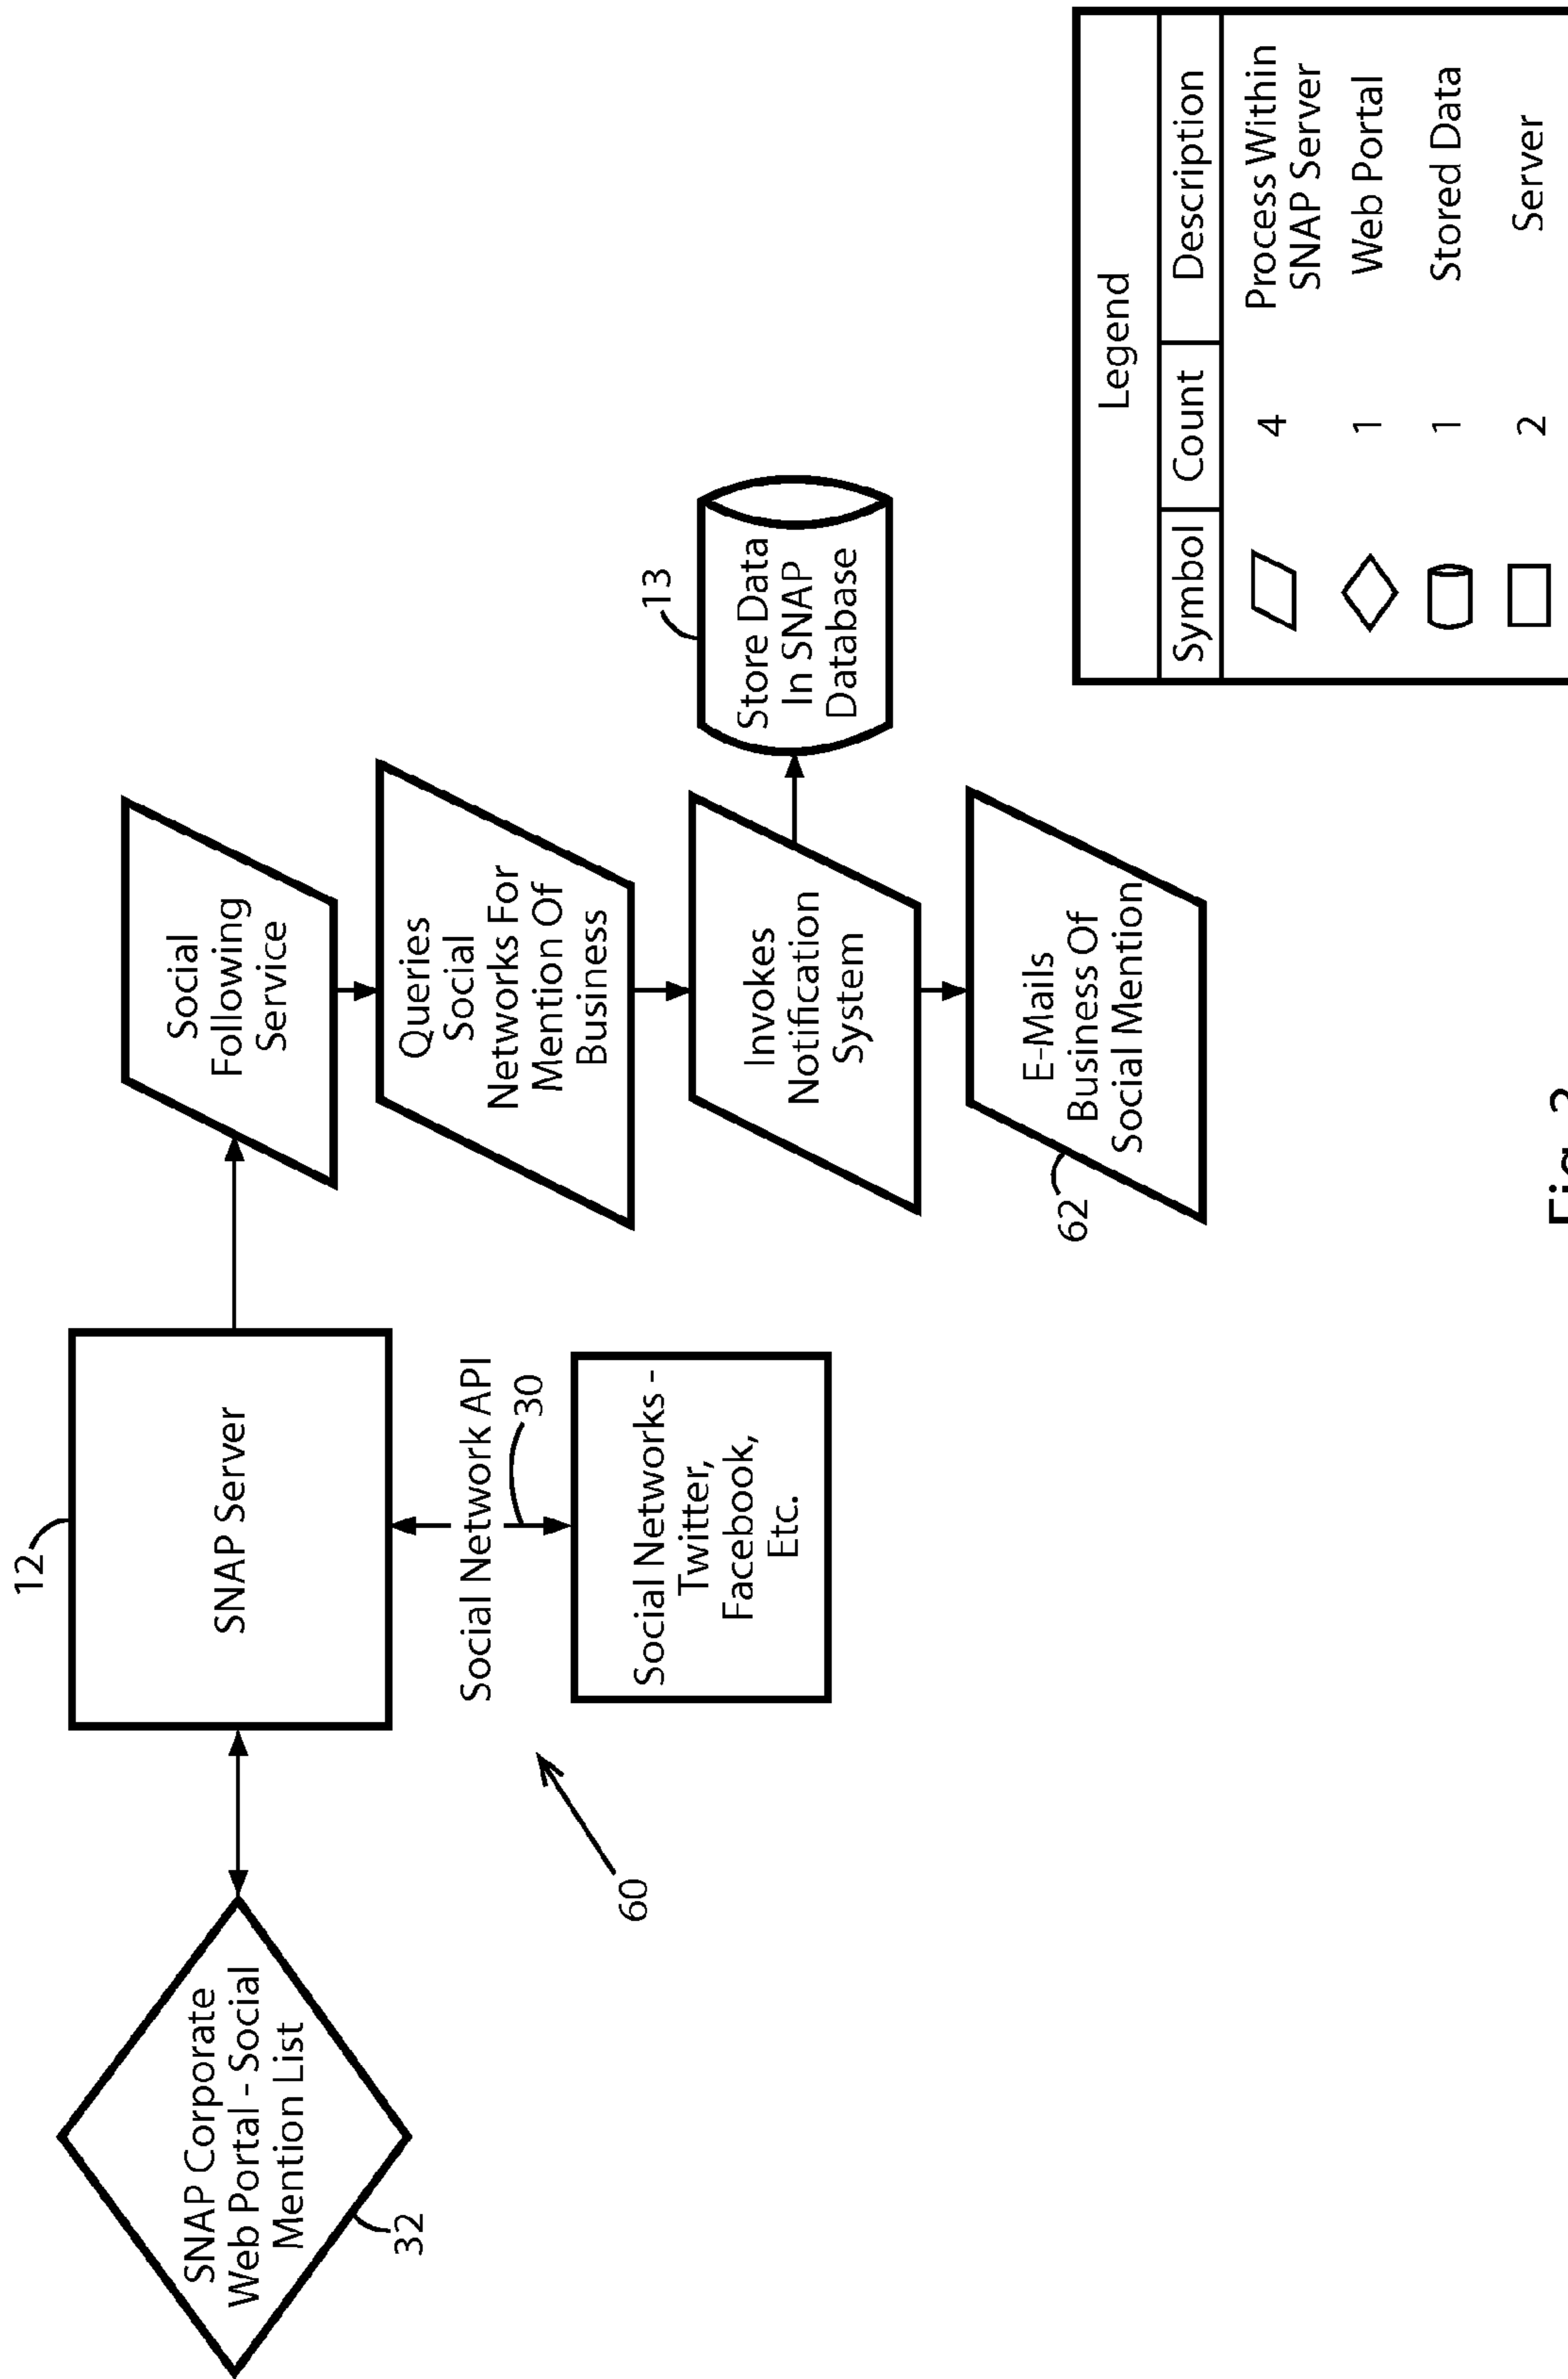 12
SNAP Corporate
Web Portal - Social
Mention List
32
SNAP Server
Social Network API
30
Social Networks -
Twitter,
Facebook,
Etc.
60
Social
Following
Service
Queries
Social
Networks For
Mention Of
Business
Invokes
Notification
System
13
Store Data
In SNAP
Database
E-Mails
Business Of
Social Mention
62
Legend
Symbol
Count
Description
4
Process Within
SNAP Server
1
Web Portal
1
Stored Data
2
Server